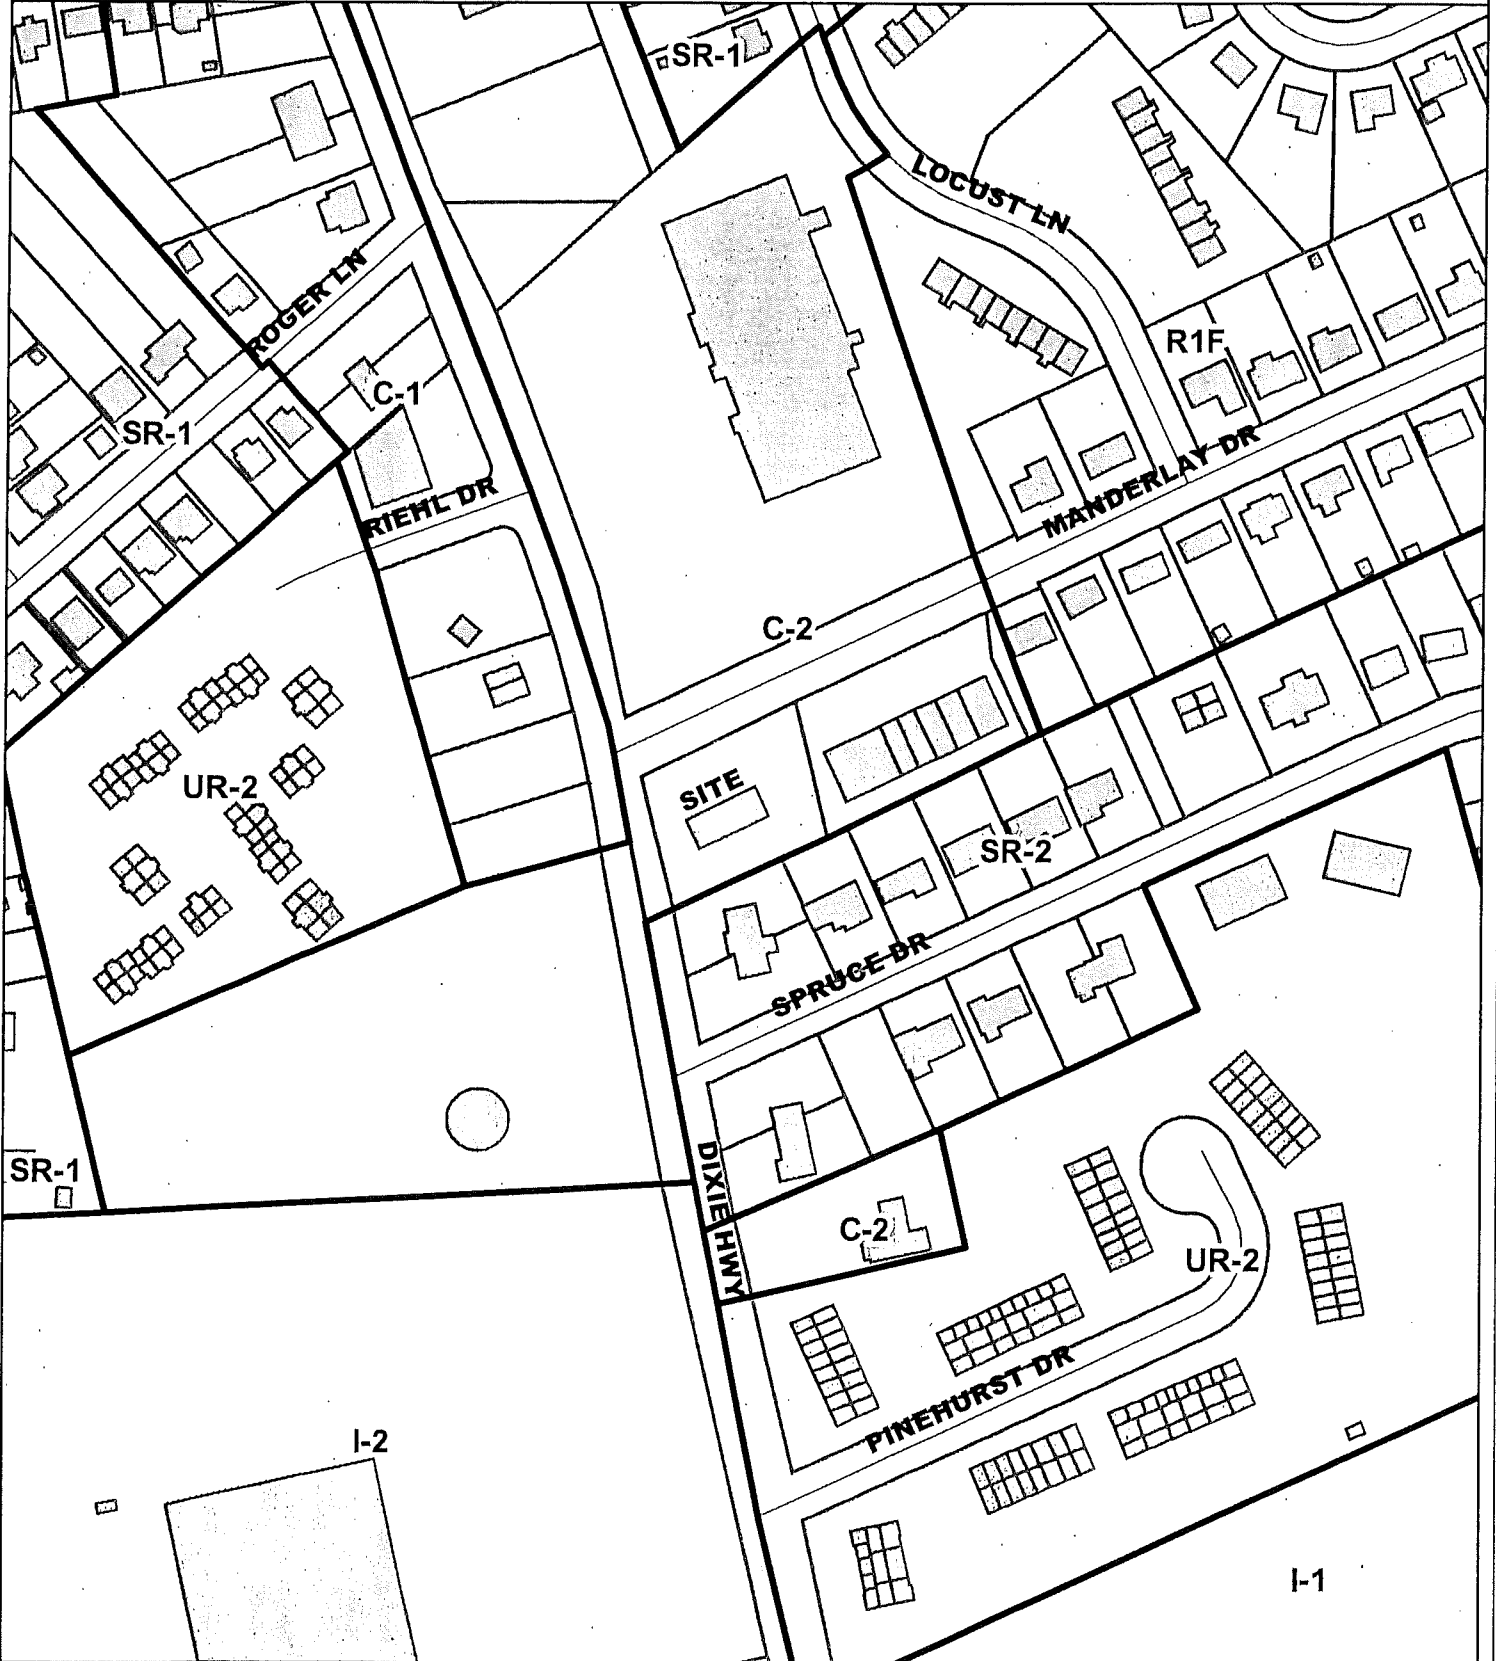 SR-1
LOCUST LN
ROGER LN
R1F
C-1
SR-1
MANDERLAY DR
RIEHL DR
C-2
UR-2
SITE
SR-2
SPRUCE DR
SR-1
DIXIE HWY
C-2
UR-2
PINEHURST DR
I-2
I-1